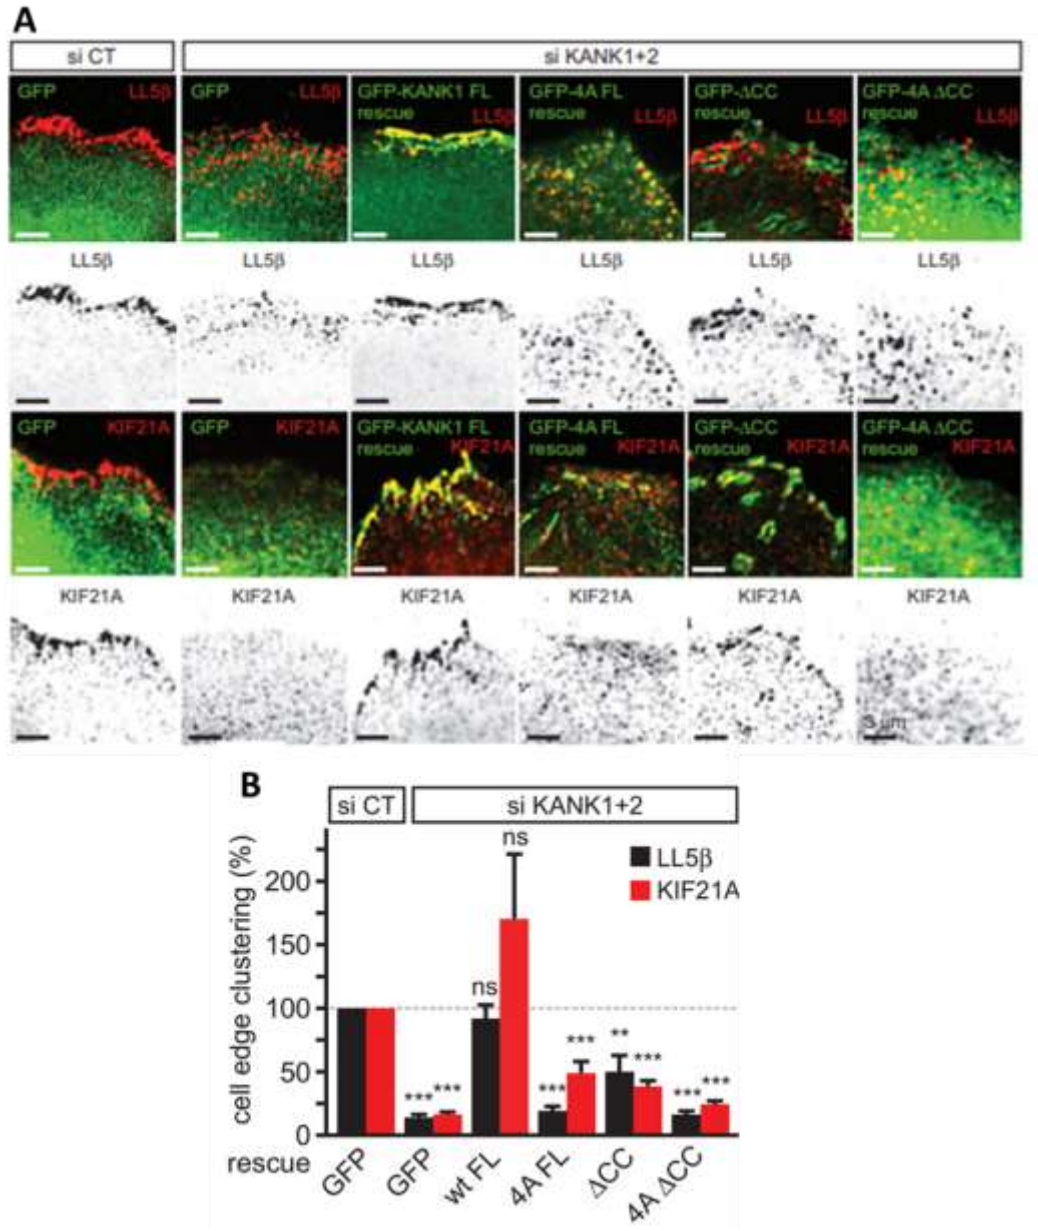 A
si CT
si KANK1+2
GFP LL5β
GFP LL5β
GFP-KANK1 FL
rescue LL5β
GFP-4A FL
rescue LL5β
GFP-ΔCC
rescue LL5β
GFP-4A ΔCC
rescue LL5β
LL5β LL5β LL5β LL5β LL5β LL5β
GFP KIF21A
GFP KIF21A
GFP-KANK1 FL
rescue KIF21A
GFP-4A FL
rescue KIF21A
GFP-ΔCC
rescue KIF21A
GFP-4A ΔCC
rescue KIF21A
KIF21A KIF21A KIF21A KIF21A KIF21A KIF21A
5 µm
B
si CT
si KANK1+2
cell edge clustering (%)
200
150
100
50
0
LL5β
KIF21A
ns
ns
***
***
***
***
**
***
***
***
rescue
GFP
GFP
wt FL
4A FL
ΔCC
4A ΔCC